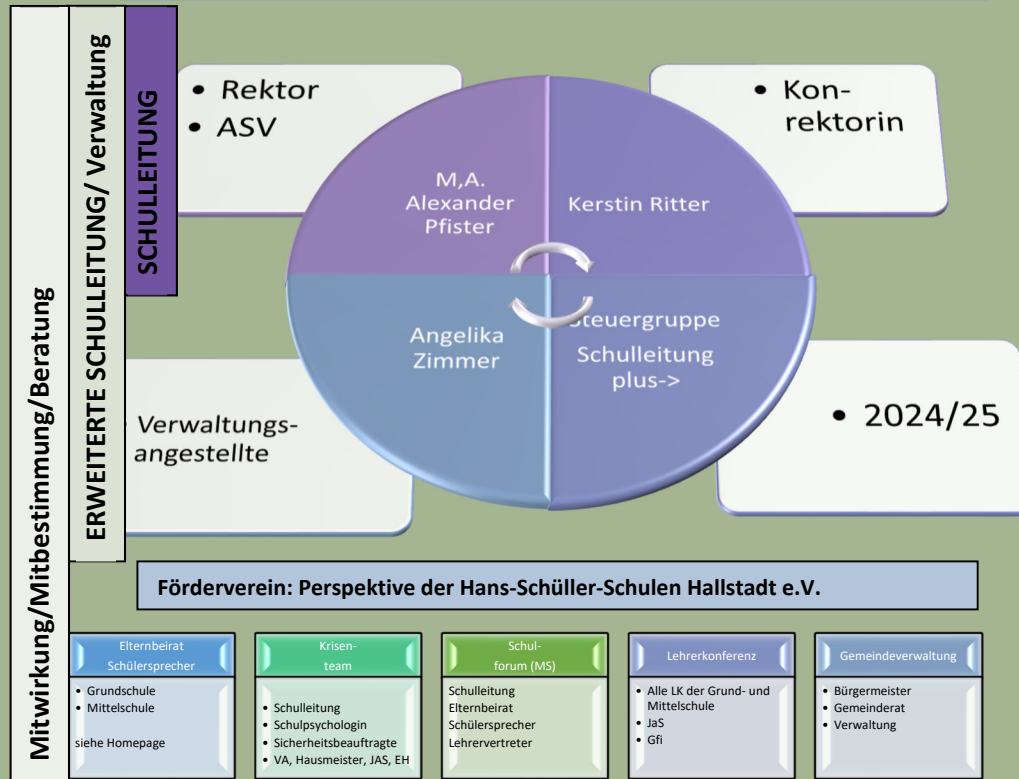 Mitwirkung/Mitbestimmung/Beratung
ERWEITERTE SCHULLEITUNG/ Verwaltung
SCHULLEITUNG
• Rektor
• ASV
• Kon-
rektorin
M,A.
Alexander
Pfister
Kerstin Ritter
Angelika
Zimmer
Steuergruppe
Schulleitung
plus->
• Verwaltungs-
angestellte
• 2024/25
Förderverein: Perspektive der Hans-Schüller-Schulen Hallstadt e.V.
Elternbeirat
Schülersprecher
• Grundschule
• Mittelschule
siehe Homepage
Krisen-
team
• Schulleitung
• Schulpsychologin
• Sicherheitsbeauftragte
• VA, Hausmeister, JAS, EH
Schul-
forum (MS)
Schulleitung
Elternbeirat
Schülersprecher
Lehrervertreter
Lehrerkonferenz
• Alle LK der Grund- und
Mittelschule
• JaS
• Gfi
Gemeindeverwaltung
• Bürgermeister
• Gemeinderat
• Verwaltung